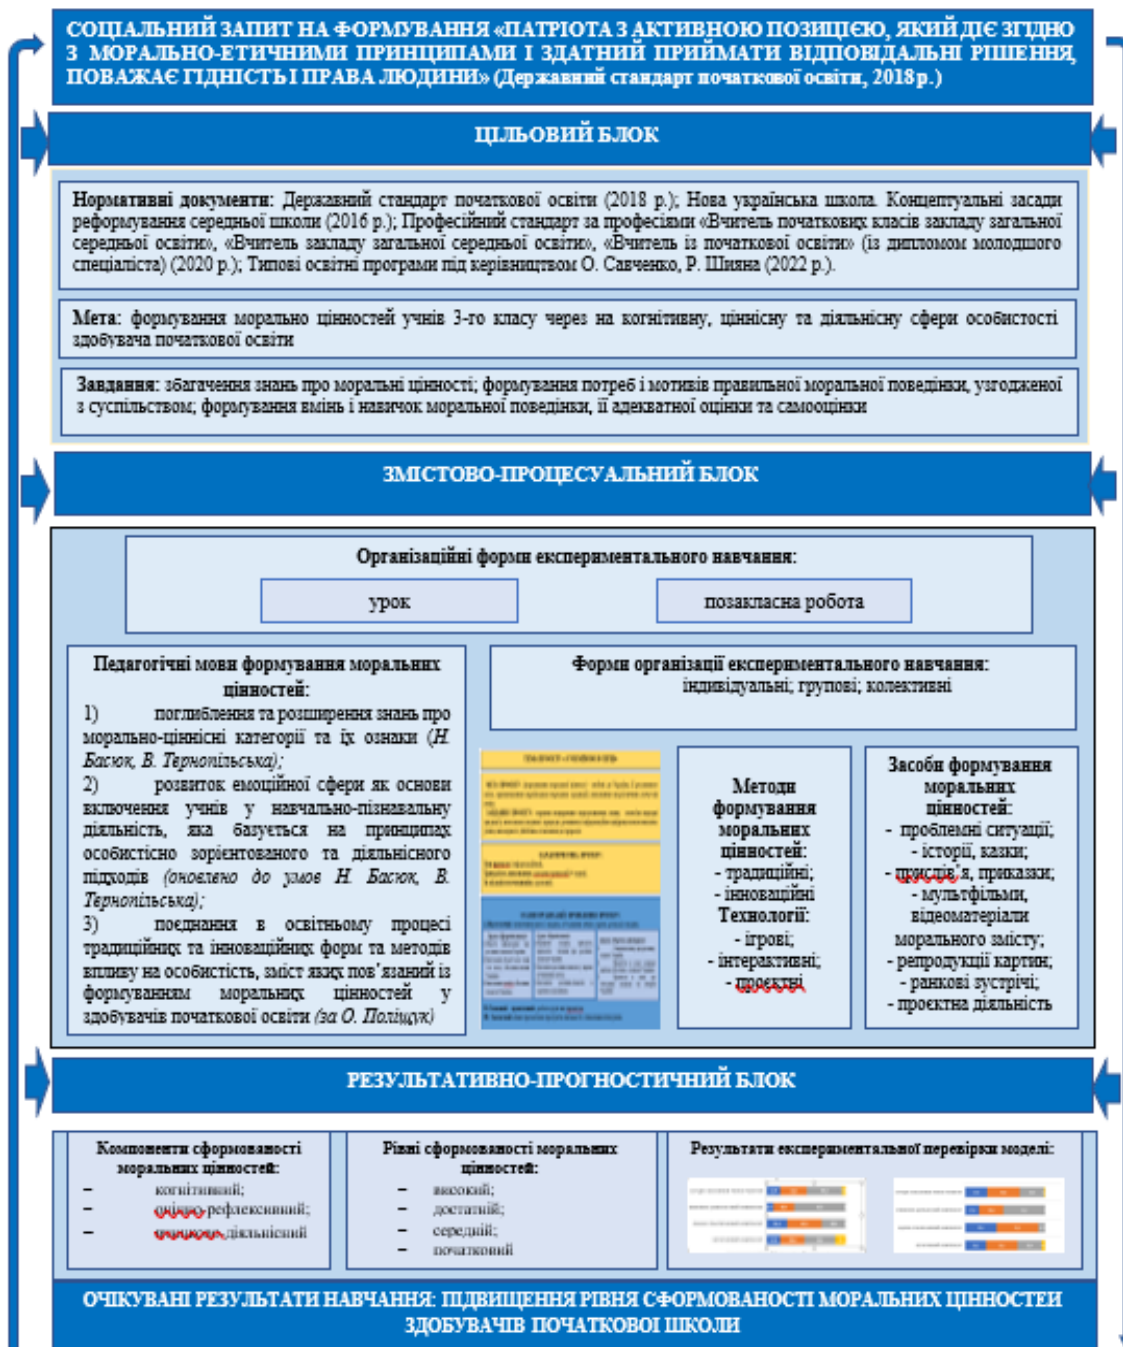 СОЦІАЛЬНИЙ ЗАПИТ НА ФОРМУВАННЯ «ПАТРІОТА З АКТИВНОЮ ПОЗИЦІЄЮ, ЯКИЙ ДІЄ ЗГІДНО
З МОРАЛЬНО-ЕТИЧНИМИ ПРИНЦИПАМИ І ЗДАТНИЙ ПРИЙМАТИ ВІДПОВІДАЛЬНІ РІШЕННЯ,
ПОВАЖАЄ ГІДНІСТЬ І ПРАВА ЛЮДИНИ» (Державний стандарт початкової освіти, 2018 р.)
ЦІЛЬОВИЙ БЛОК
Нормативні документи: Державний стандарт початкової освіти (2018 р.); Нова українська школа. Концептуальні засади
реформування середньої школи (2016 р.); Професійний стандарт за професіями «Вчитель початкових класів закладу загальної
середньої освіти», «Вчитель закладу загальної середньої освіти», «Вчитель із початкової освіти» (із дипломом молодшого
спеціаліста) (2020 р.); Типові освітні програми під керівництвом О. Савченко, Р. Шияна (2022 р.).
Мета: формування морально цінностей учнів 3-го класу через на когнітивну, ціннісну та діяльнісну сфери особистості
здобувача початкової освіти
Завдання: збагачення знань про моральні цінності; формування потреб і мотивів правильної моральної поведінки, узгодженої
з суспільством; формування вмінь і навичок моральної поведінки, її адекватної оцінки та самооцінки
ЗМІСТОВО-ПРОЦЕСУАЛЬНИЙ БЛОК
Організаційні форми експериментального навчання:
урок
позакласна робота
Педагогічні мови формування моральних
цінностей:
1) поглиблення та розширення знань про
морально-ціннісні категорії та їх ознаки (Н.
Басюк, В. Тернопільська);
2) розвиток емоційної сфери як основи
включення учнів у навчально-пізнавальну
діяльність, яка базується на принципах
особистісно зорієнтованого та діяльнісного
підходів (оновлено до умов Н. Басюк, В.
Тернопільська);
3) поєднання в освітньому процесі
традиційних та інноваційних форм та методів
впливу на особистість, зміст яких пов’язаний із
формуванням моральних цінностей у
здобувачів початкової освіти (за О. Поліщук)
Форми організації експериментального навчання:
індивідуальні; групові; колективні
Методи
формування
моральних
цінностей:
- традиційні;
- інноваційні
Технології:
- ігрові;
- інтерактивні;
- проєктні
Засоби формування
моральних
цінностей:
- проблемні ситуації;
- історії, казки;
- прислів’я, приказки;
- мультфільми,
відеоматеріали
морального змісту;
- репродукції картин;
- ранкові зустрічі;
- проєктна діяльність
РЕЗУЛЬТАТИВНО-ПРОГНОСТИЧНИЙ БЛОК
Компоненти сформованості
моральних цінностей:
– когнітивний;
– оцінно-рефлексивний;
– діяльнісний
Рівні сформованості моральних
цінностей:
– високий;
– достатній;
– середній;
– початковий
Результати експериментальної перевірки моделі:
ОЧІКУВАНІ РЕЗУЛЬТАТИ НАВЧАННЯ: ПІДВИЩЕННЯ РІВНЯ СФОРМОВАНОСТІ МОРАЛЬНИХ ЦІННОСТЕЙ
ЗДОБУВАЧІВ ПОЧАТКОВОЇ ШКОЛИ